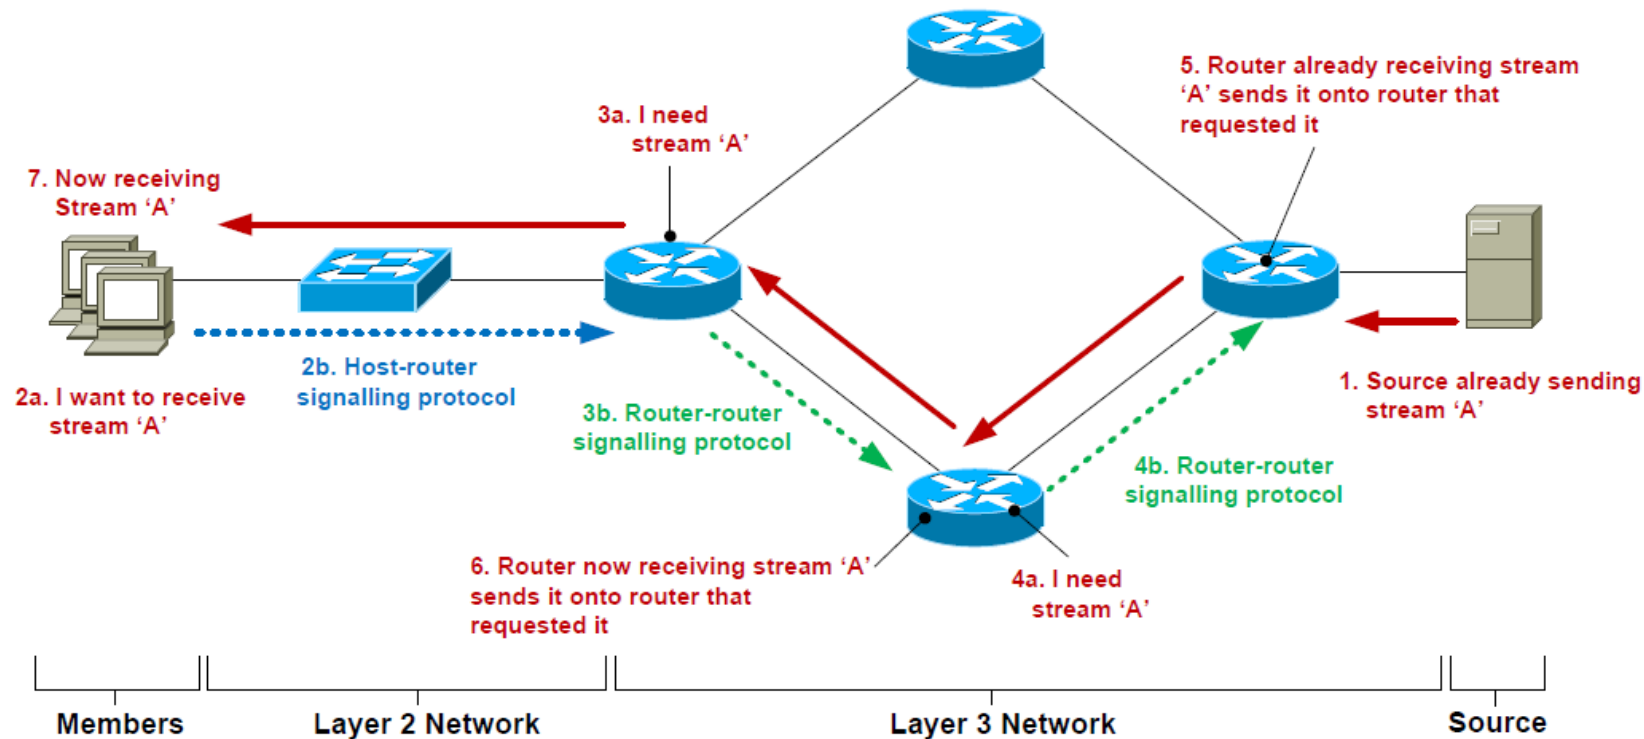 5. Router already receiving stream
‘A’ sends it onto router that
requested it
3a. I need
stream ‘A’
7. Now receiving
Stream ‘A’
2b. Host-router
signalling protocol
2a. I want to receive
stream ‘A’
1. Source already sending
stream ‘A’
3b. Router-router
signalling protocol
4b. Router-router
signalling protocol
6. Router now receiving stream ‘A’
sends it onto router that
requested it
4a. I need
stream ‘A’
Members
Layer 2 Network
Layer 3 Network
Source